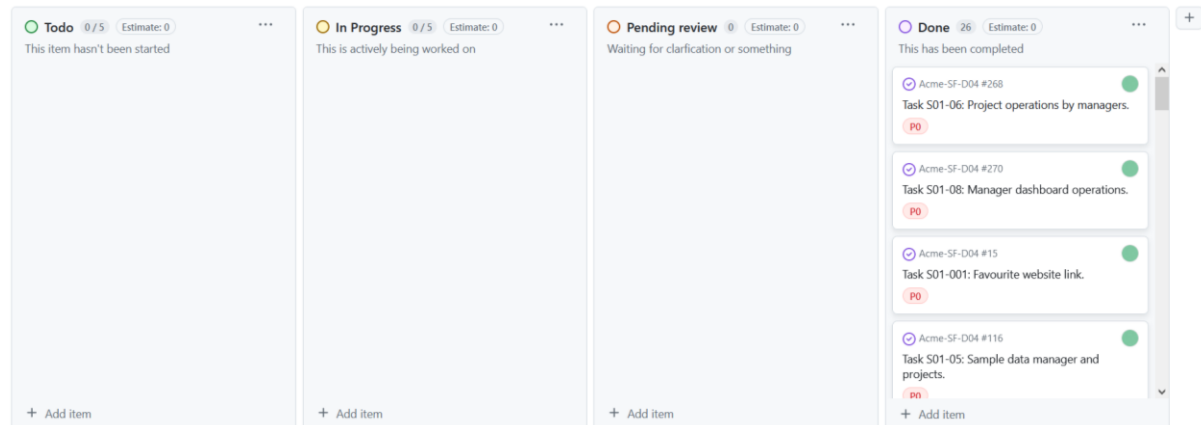 Todo 0 / 5 Estimate: 0
This item hasn't been started
+ Add item
In Progress 0 / 5 Estimate: 0
This is actively being worked on
+ Add item
Pending review 0 Estimate: 0
Waiting for clarfication or something
+ Add item
Done 26 Estimate: 0
This has been completed
Acme-SF-D04 #268
Task S01-06: Project operations by managers.
P0
Acme-SF-D04 #270
Task S01-08: Manager dashboard operations.
P0
Acme-SF-D04 #15
Task S01-001: Favourite website link.
P0
Acme-SF-D04 #116
Task S01-05: Sample data manager and
projects.
P0
+ Add item